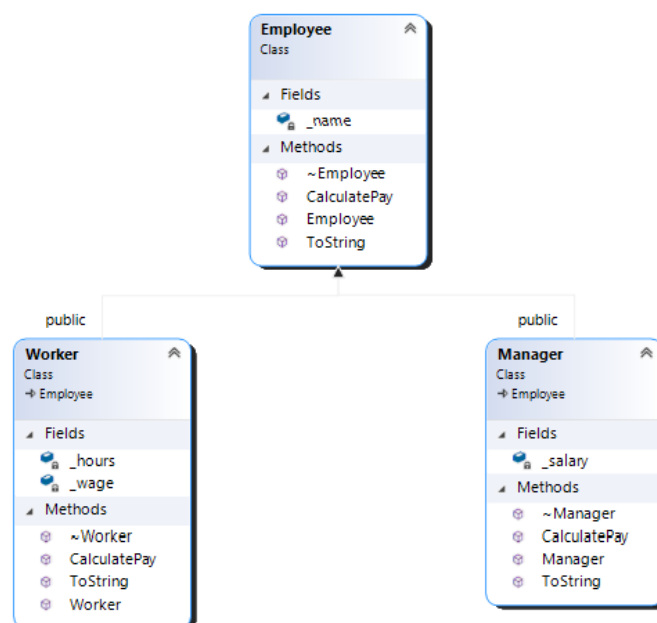 Employee
Class
Fields
_name
Methods
~Employee
CalculatePay
Employee
ToString
public
public
Worker
Class
Employee
Fields
_hours
_wage
Methods
~Worker
CalculatePay
ToString
Worker
Manager
Class
Employee
Fields
_salary
Methods
~Manager
CalculatePay
Manager
ToString